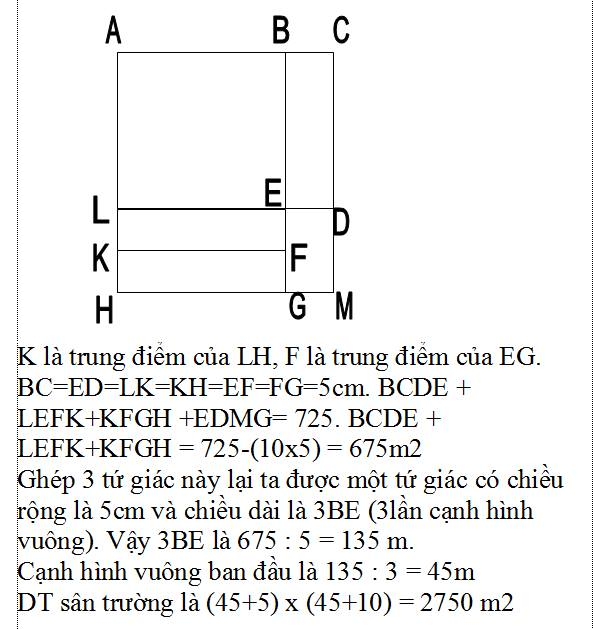 A B C
E
L D
K F
H G M
K là trung điểm của LH, F là trung điểm của EG.
BC=ED=LK=KH=EF=FG=5cm. BCDE +
LEFK+KFGH +EDMG= 725. BCDE +
LEFK+KFGH = 725-(10x5) = 675m2
Ghép 3 tứ giác này lại ta được một tứ giác có chiều
rộng là 5cm và chiều dài là 3BE (3lần cạnh hình
vuông). Vậy 3BE là 675 : 5 = 135 m.
Cạnh hình vuông ban đầu là 135 : 3 = 45m
DT sân trường là (45+5) x (45+10) = 2750 m2